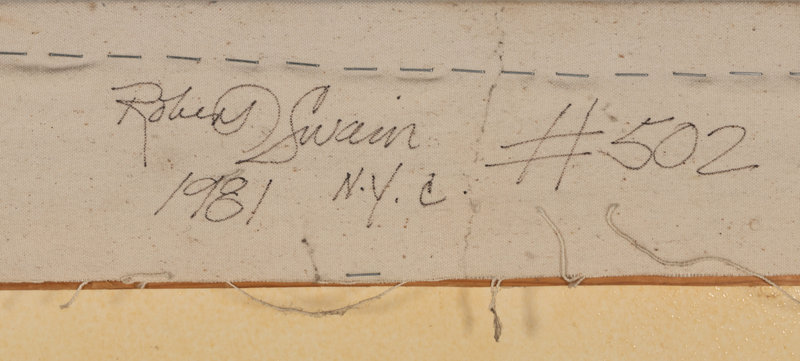 Robert Swain #502
1981 N.Y.C.